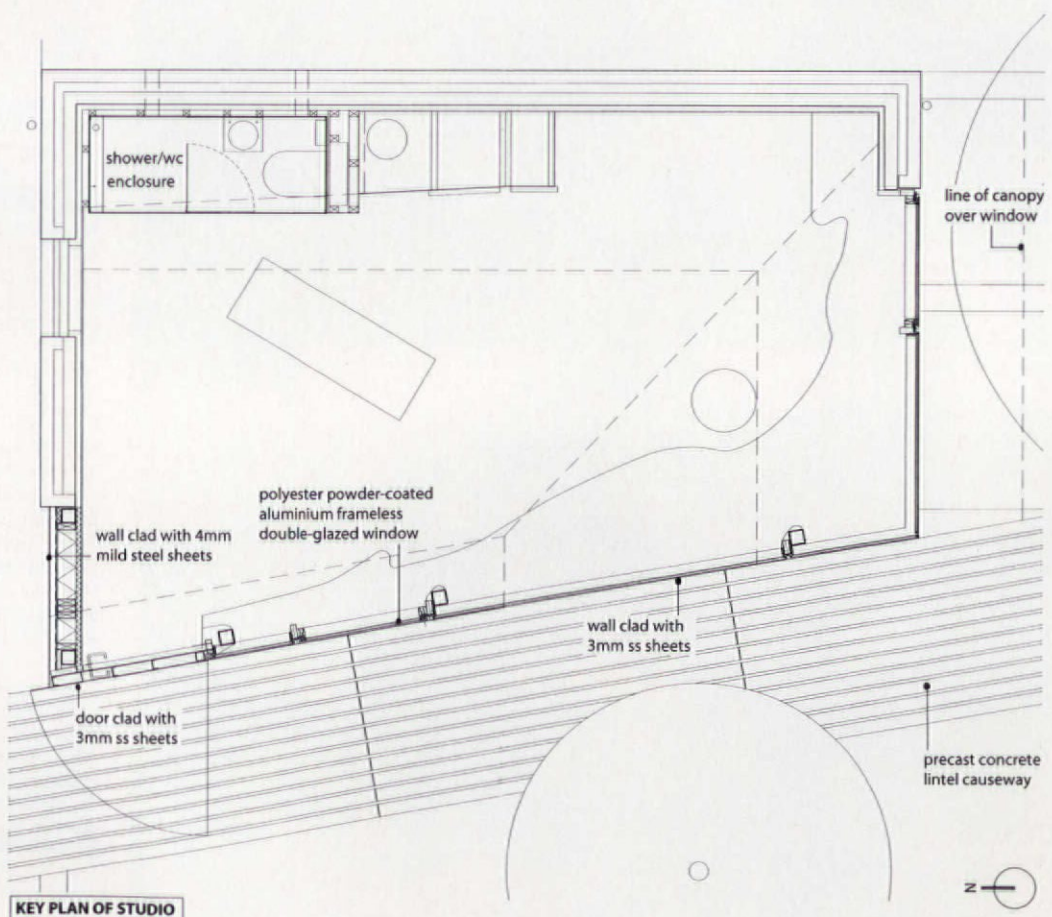 shower/wc
enclosure
line of canopy
over window
polyester powder-coated
aluminium frameless
double-glazed window
wall clad with 4mm
mild steel sheets
wall clad with
3mm ss sheets
door clad with
3mm ss sheets
precast concrete
lintel causeway
N
KEY PLAN OF STUDIO